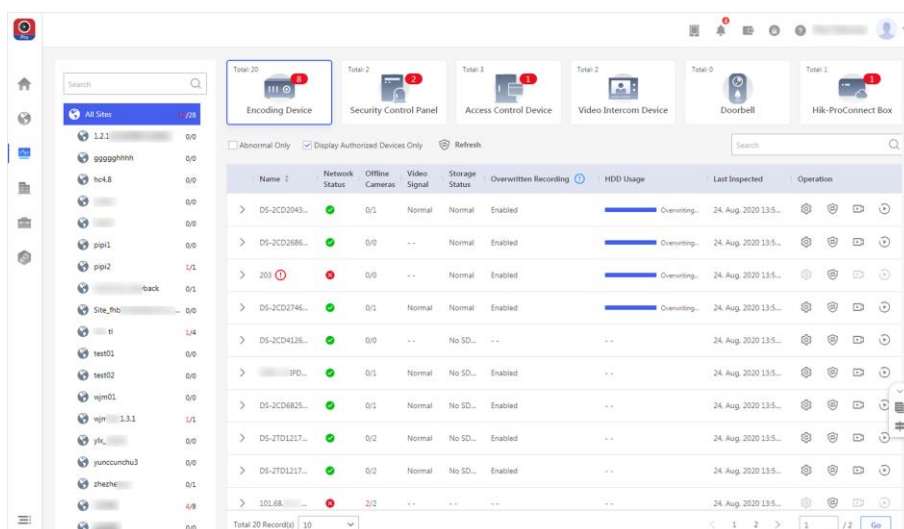 Pro
4
Search
All Sites /28
1.2.1 0/0
ggggghhhh 0/0
hc4.8 0/0
0/0
0/0
pipi1 0/0
pipi2 1/1
back 0/1
Site_fhb ... 0/0
tl 1/4
test01 0/0
test02 0/0
wjm01 0/0
wjm 1.3.1 1/1
ylx_ 0/0
yunccunchu3 0/0
zhezhe 0/1
4/8
0/0
Total: 20
8
Encoding Device
Total: 2
2
Security Control Panel
Total: 3
1
Access Control Device
Total: 2
Video Intercom Device
Total: 0
Doorbell
Total: 1
1
Hik-ProConnect Box
Abnormal Only Display Authorized Devices Only Refresh Search
Name Network Status Offline Cameras Video Signal Storage Status Overwritten Recording HDD Usage Last Inspected Operation
DS-2CD2043... 0/1 Normal Normal Enabled Overwriting... 24. Aug. 2020 13:5...
DS-2CD2686... 0/0 - - Normal Enabled Overwriting... 24. Aug. 2020 13:5...
203 0/0 - - Normal Enabled Overwriting... 24. Aug. 2020 13:5...
DS-2CD2746... 0/1 Normal Normal Enabled Overwriting... 24. Aug. 2020 13:5...
DS-2CD4126... 0/0 - - No SD... - - - - 24. Aug. 2020 13:5...
IPD... 0/1 Normal No SD... Enabled - - 24. Aug. 2020 13:5...
DS-2CD6825... 0/1 Normal No SD... Enabled - - 24. Aug. 2020 13:5...
DS-2TD1217... 0/2 Normal No SD... Enabled - - 24. Aug. 2020 13:5...
DS-2TD1217... 0/2 Normal No SD... Enabled - - 24. Aug. 2020 13:5...
101.68. ... 2/2 - - - - - - - - 24. Aug. 2020 13:5...
Total 20 Record(s) 10 < 1 2 > 1 / 2 Go